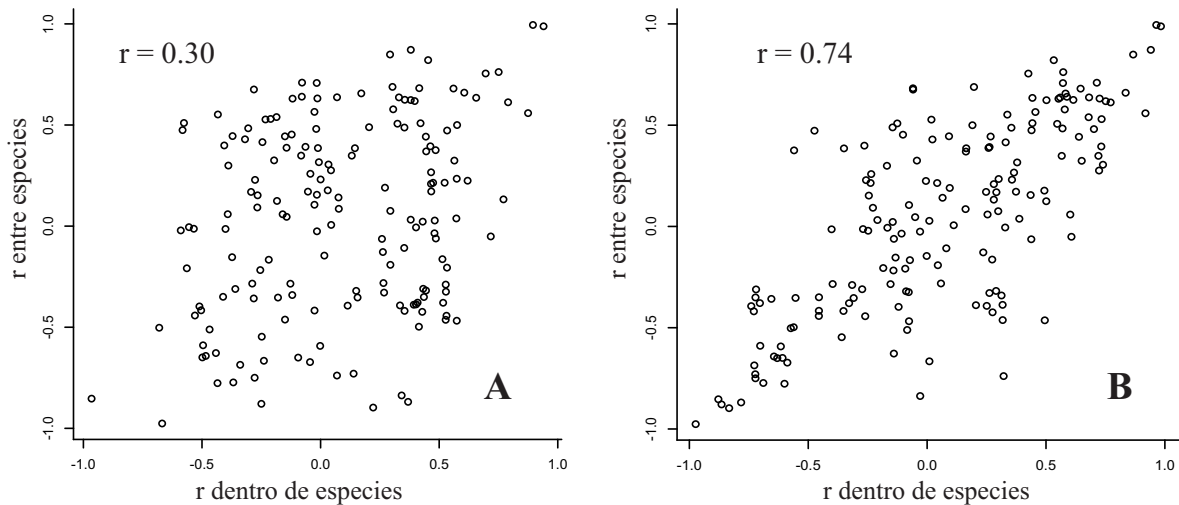 r = 0.30
r entre especies
1.0
0.5
0.0
-0.5
-1.0
A
-1.0 -0.5 0.0 0.5 1.0
r dentro de especies
r = 0.74
r entre especies
1.0
0.5
0.0
-0.5
-1.0
B
-1.0 -0.5 0.0 0.5 1.0
r dentro de especies